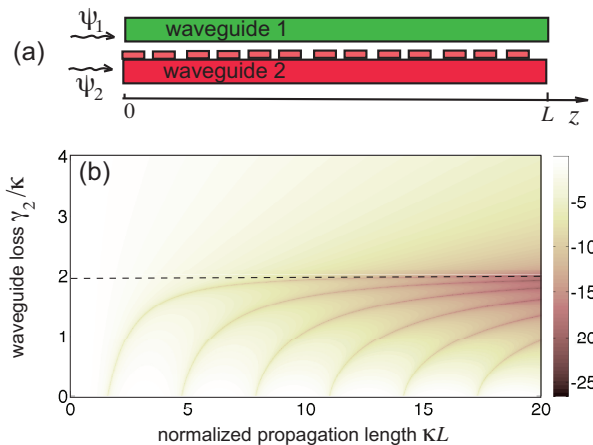 ψ₁
waveguide 1
(a)
waveguide 2
ψ₂
0
L
z
(b)
waveguide loss γ₂/κ
4
3
2
1
0
0
5
10
15
20
normalized propagation length κL
-5
-10
-15
-20
-25